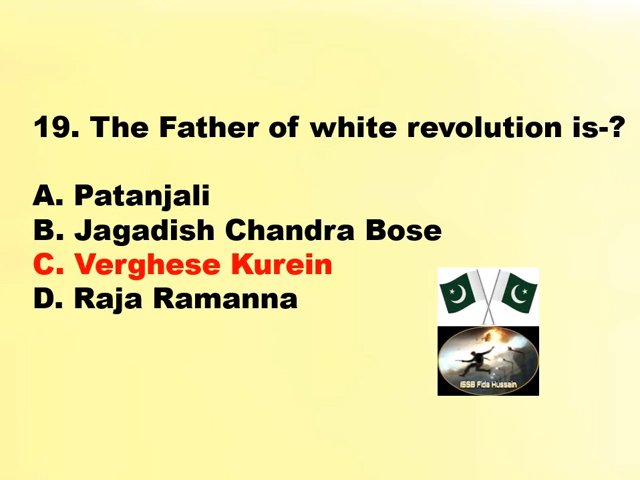 19. The Father of white revolution is-?
A. Patanjali
B. Jagadish Chandra Bose
C. Verghese Kurein
D. Raja Ramanna
ISSB Fida Hussain